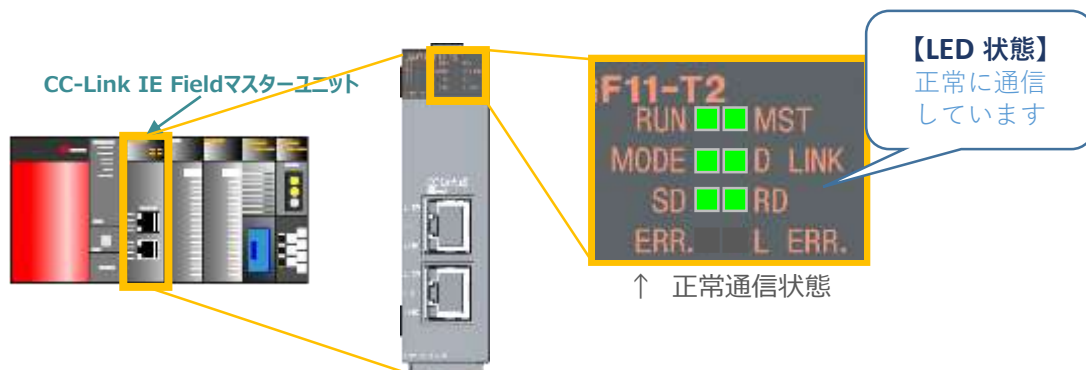 CC-Link IE Fieldマスターユニット
【LED 状態】
正常に通信
しています
F11-T2
RUN MST
MODE D LINK
SD RD
ERR. L ERR.
↑ 正常通信状態